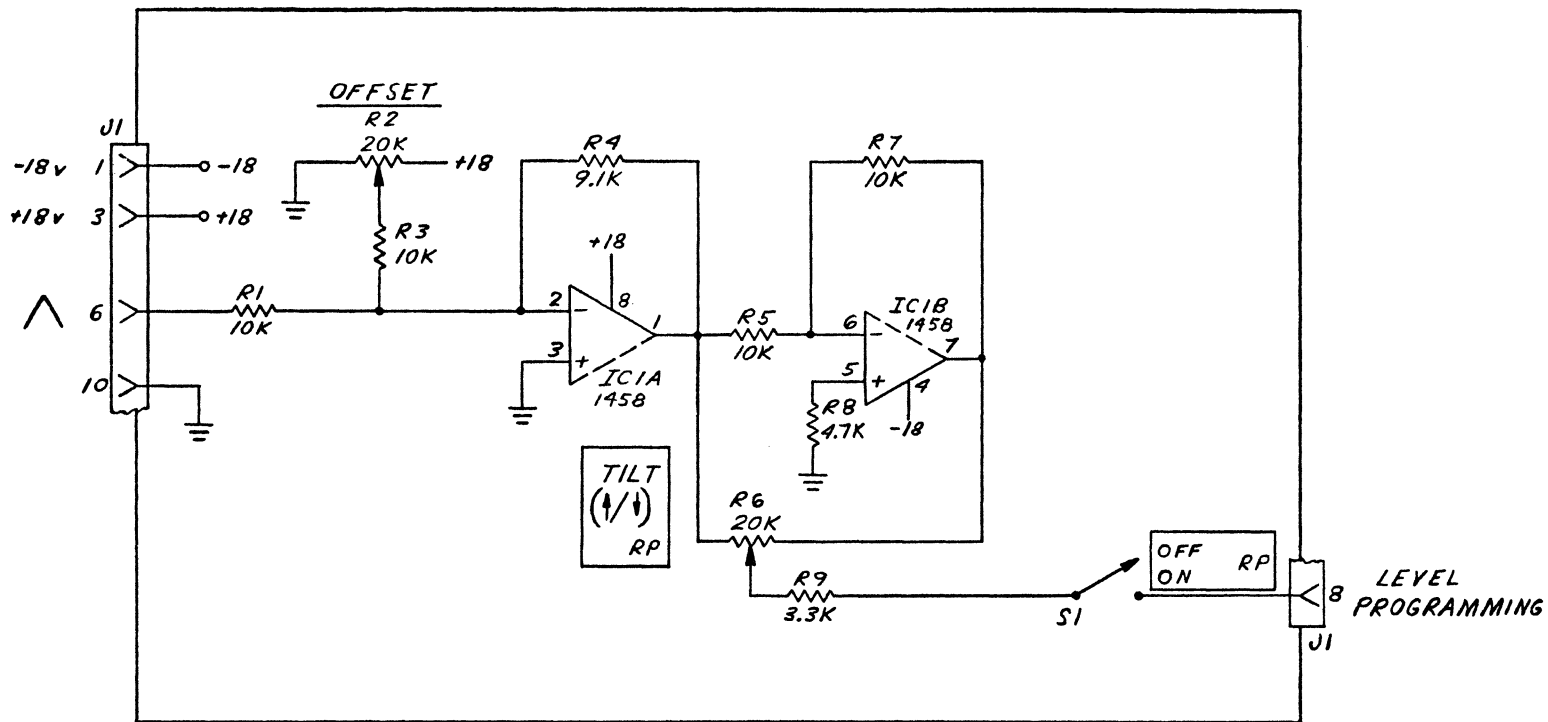 OFFSET
R2
20K
+18
J1
-18v 1 -18
+18v 3 +18
R3
10K
R4
9.1K
R7
10K
6
R1
10K
+18
8
2 -
3 +
1
IC1A
1458
R5
10K
6 -
5 +
IC1B
1458
7
4
-18
R8
4.7K
10
TILT
(↑/↓)
RP
R6
20K
R9
3.3K
S1
OFF
ON
RP
8
J1
LEVEL
PROGRAMMING